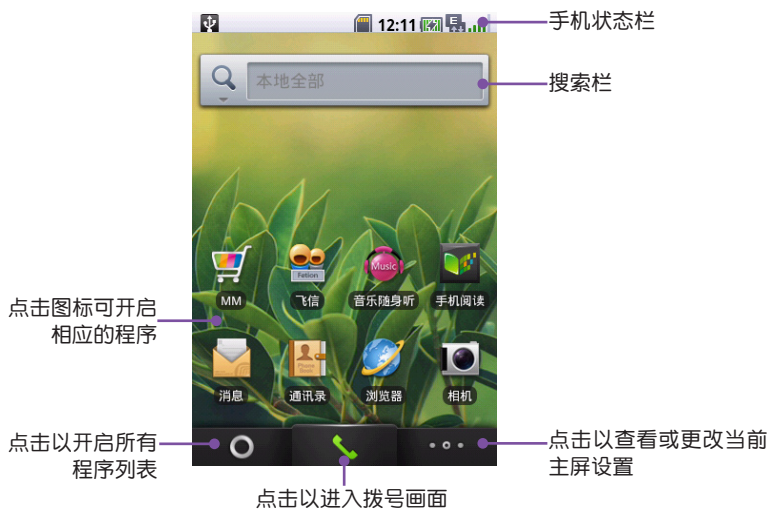 12:11
E
手机状态栏
本地全部
搜索栏
Fetion
Music
MM
飞信
音乐随身听
手机阅读
点击图标可开启
相应的程序
Phone
Book
消息
通讯录
浏览器
相机
点击以开启所有
程序列表
点击以查看或更改当前
主屏设置
点击以进入拨号画面